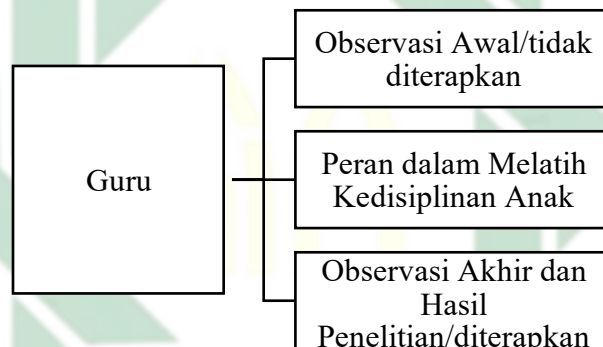 Observasi Awal/tidak
diterapkan
Guru
Peran dalam Melatih
Kedisiplinan Anak
Observasi Akhir dan
Hasil
Penelitian/diterapkan